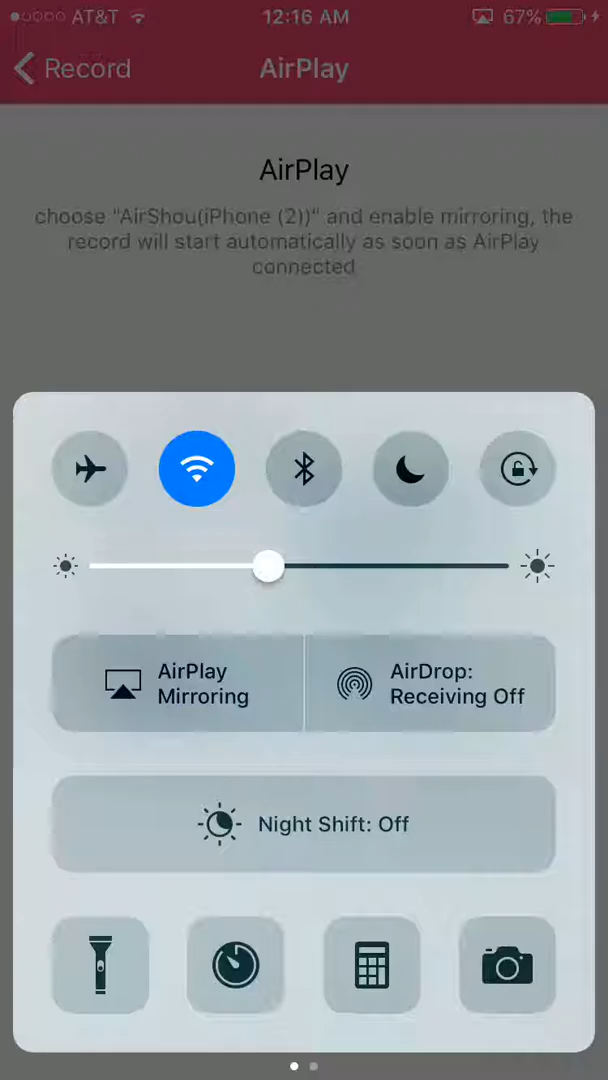 AT&T 12:16 AM 67%
Record AirPlay
AirPlay
choose "AirShou(iPhone (2))" and enable mirroring, the
record will start automatically as soon as AirPlay
connected
AirPlay
Mirroring
AirDrop:
Receiving Off
Night Shift: Off